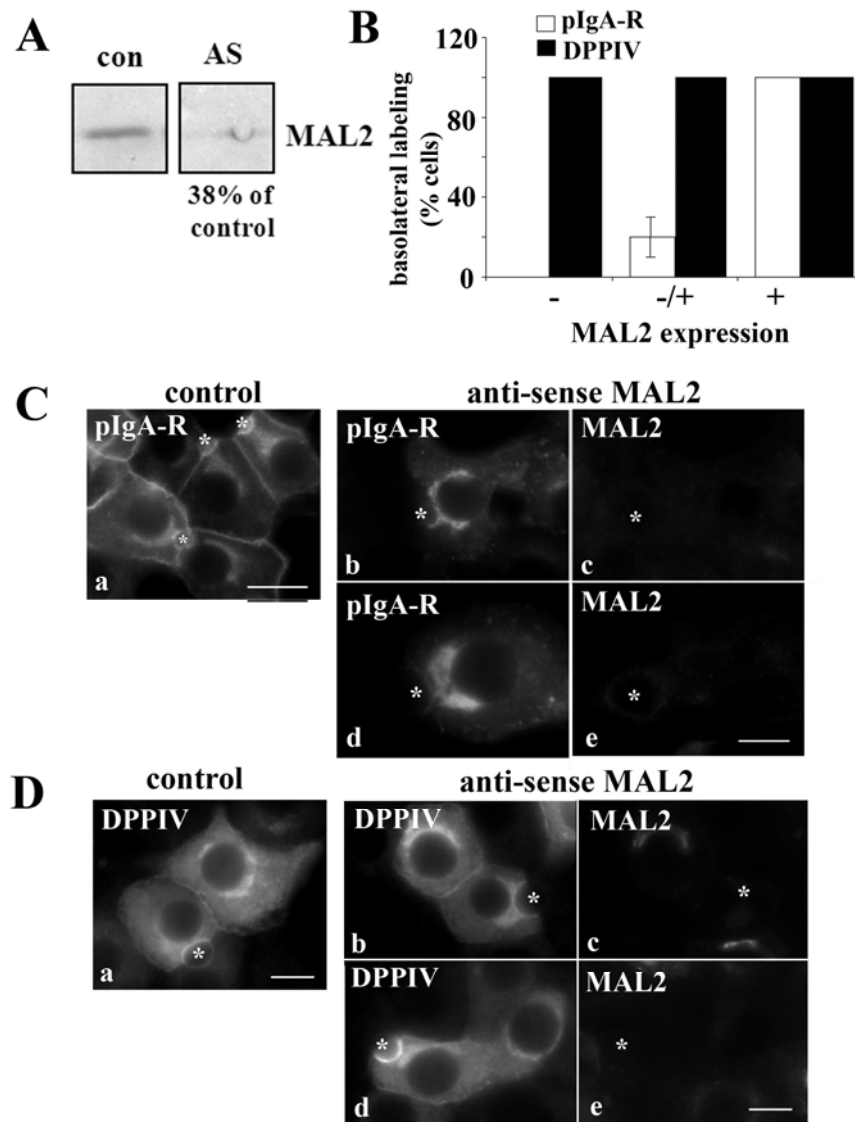 A
con
AS
MAL2
38% of
control
B
pIgA-R
DPPIV
120
80
40
0
basolateral labeling
(% cells)
-
-/+
+
MAL2 expression
C
control
anti-sense MAL2
pIgA-R
*
*
*
a
pIgA-R
*
b
MAL2
*
c
pIgA-R
*
d
MAL2
*
e
D
control
anti-sense MAL2
DPPIV
*
a
DPPIV
*
b
MAL2
*
c
DPPIV
*
d
MAL2
*
e